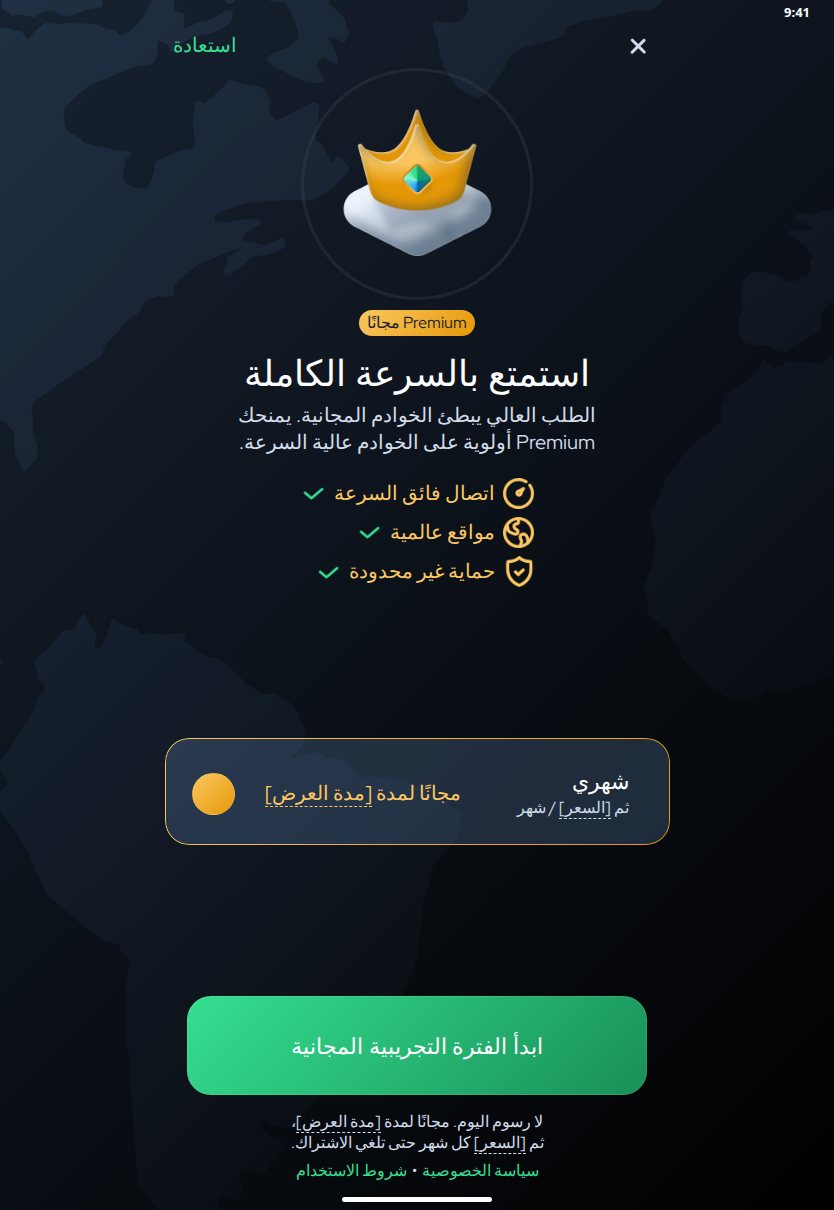 9:41
استعادة
Premium مجانًا
استمتع بالسرعة الكاملة
الطلب العالي يبطئ الخوادم المجانية. يمنحك
Premium أولوية على الخوادم عالية السرعة.
اتصال فائق السرعة
مواقع عالمية
حماية غير محدودة
شهري
ثم [السعر] / شهر
مجانًا لمدة [مدة العرض]
ابدأ الفترة التجريبية المجانية
لا رسوم اليوم. مجانًا لمدة [مدة العرض]،
ثم [السعر] كل شهر حتى تلغي الاشتراك.
سياسة الخصوصية • شروط الاستخدام